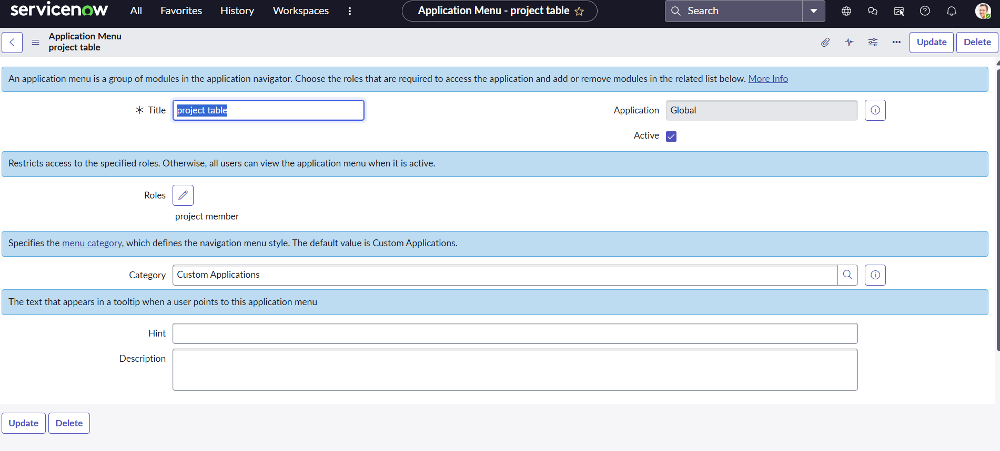 servicenow All Favorites History Workspaces Application Menu - project table Search
Application Menu
project table
Update Delete
An application menu is a group of modules in the application navigator. Choose the roles that are required to access the application and add or remove modules in the related list below. More Info
Title project table
Application Global
Active
Restricts access to the specified roles. Otherwise, all users can view the application menu when it is active.
Roles
project member
Specifies the menu category, which defines the navigation menu style. The default value is Custom Applications.
Category Custom Applications
The text that appears in a tooltip when a user points to this application menu
Hint
Description
Update Delete